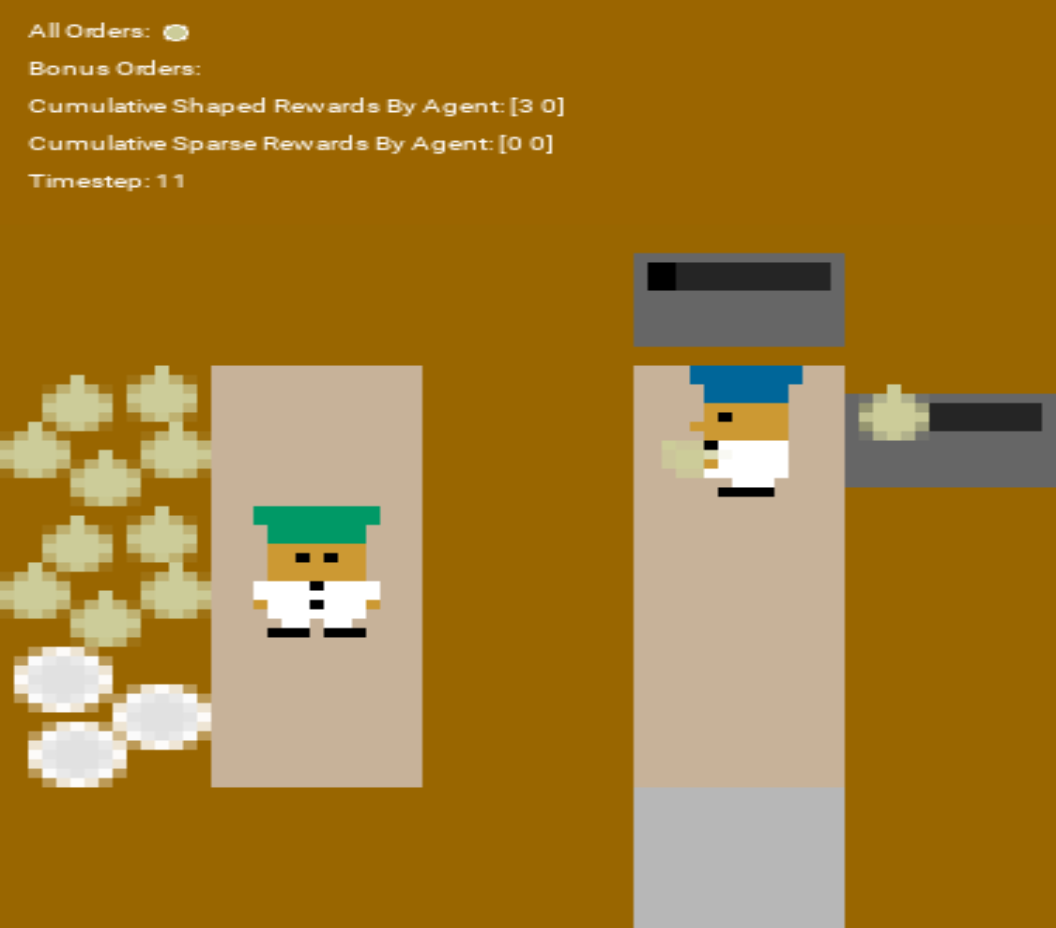 All Orders:
Bonus Orders:
Cumulative Shaped Rewards By Agent: [3 0]
Cumulative Sparse Rewards By Agent: [0 0]
Timestep: 11